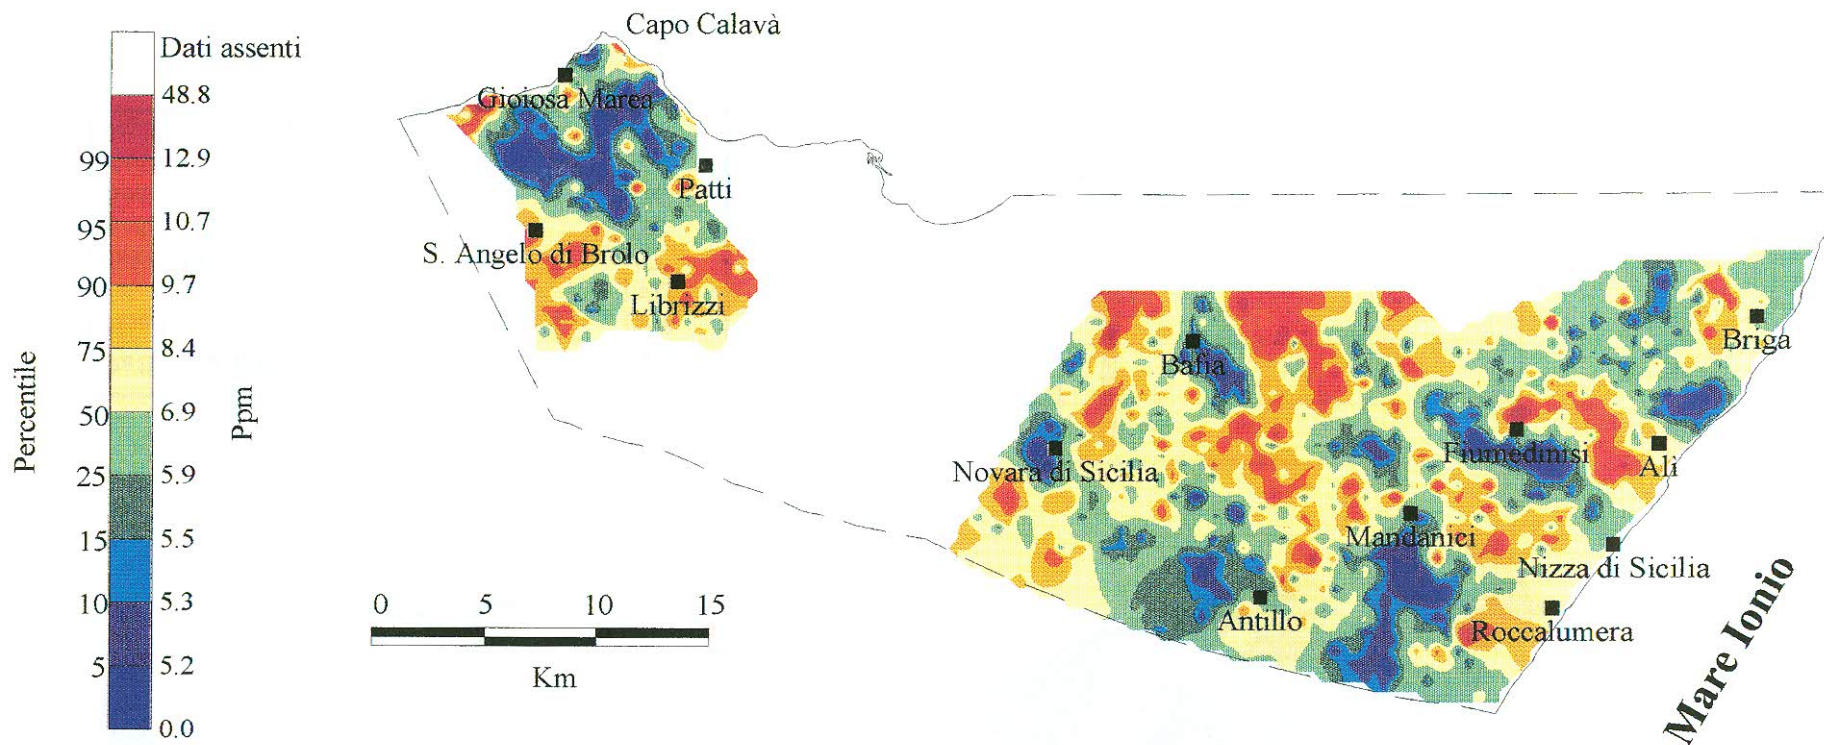 Capo Calavà
Dati assenti
48.8
Gioiosa Marea
99
12.9
Patti
95
10.7
S. Angelo di Brolo
90
9.7
Librizzi
Briga
75
8.4
Bafia
Percentile
Ppm
50
6.9
Fiumedinisi
Alì
Novara di Sicilia
25
5.9
15
5.5
Mandanici
Nizza di Sicilia
10
5.3
0
5
10
15
Km
Antillo
Roccalumera
5
5.2
0.0
Mare Ionio